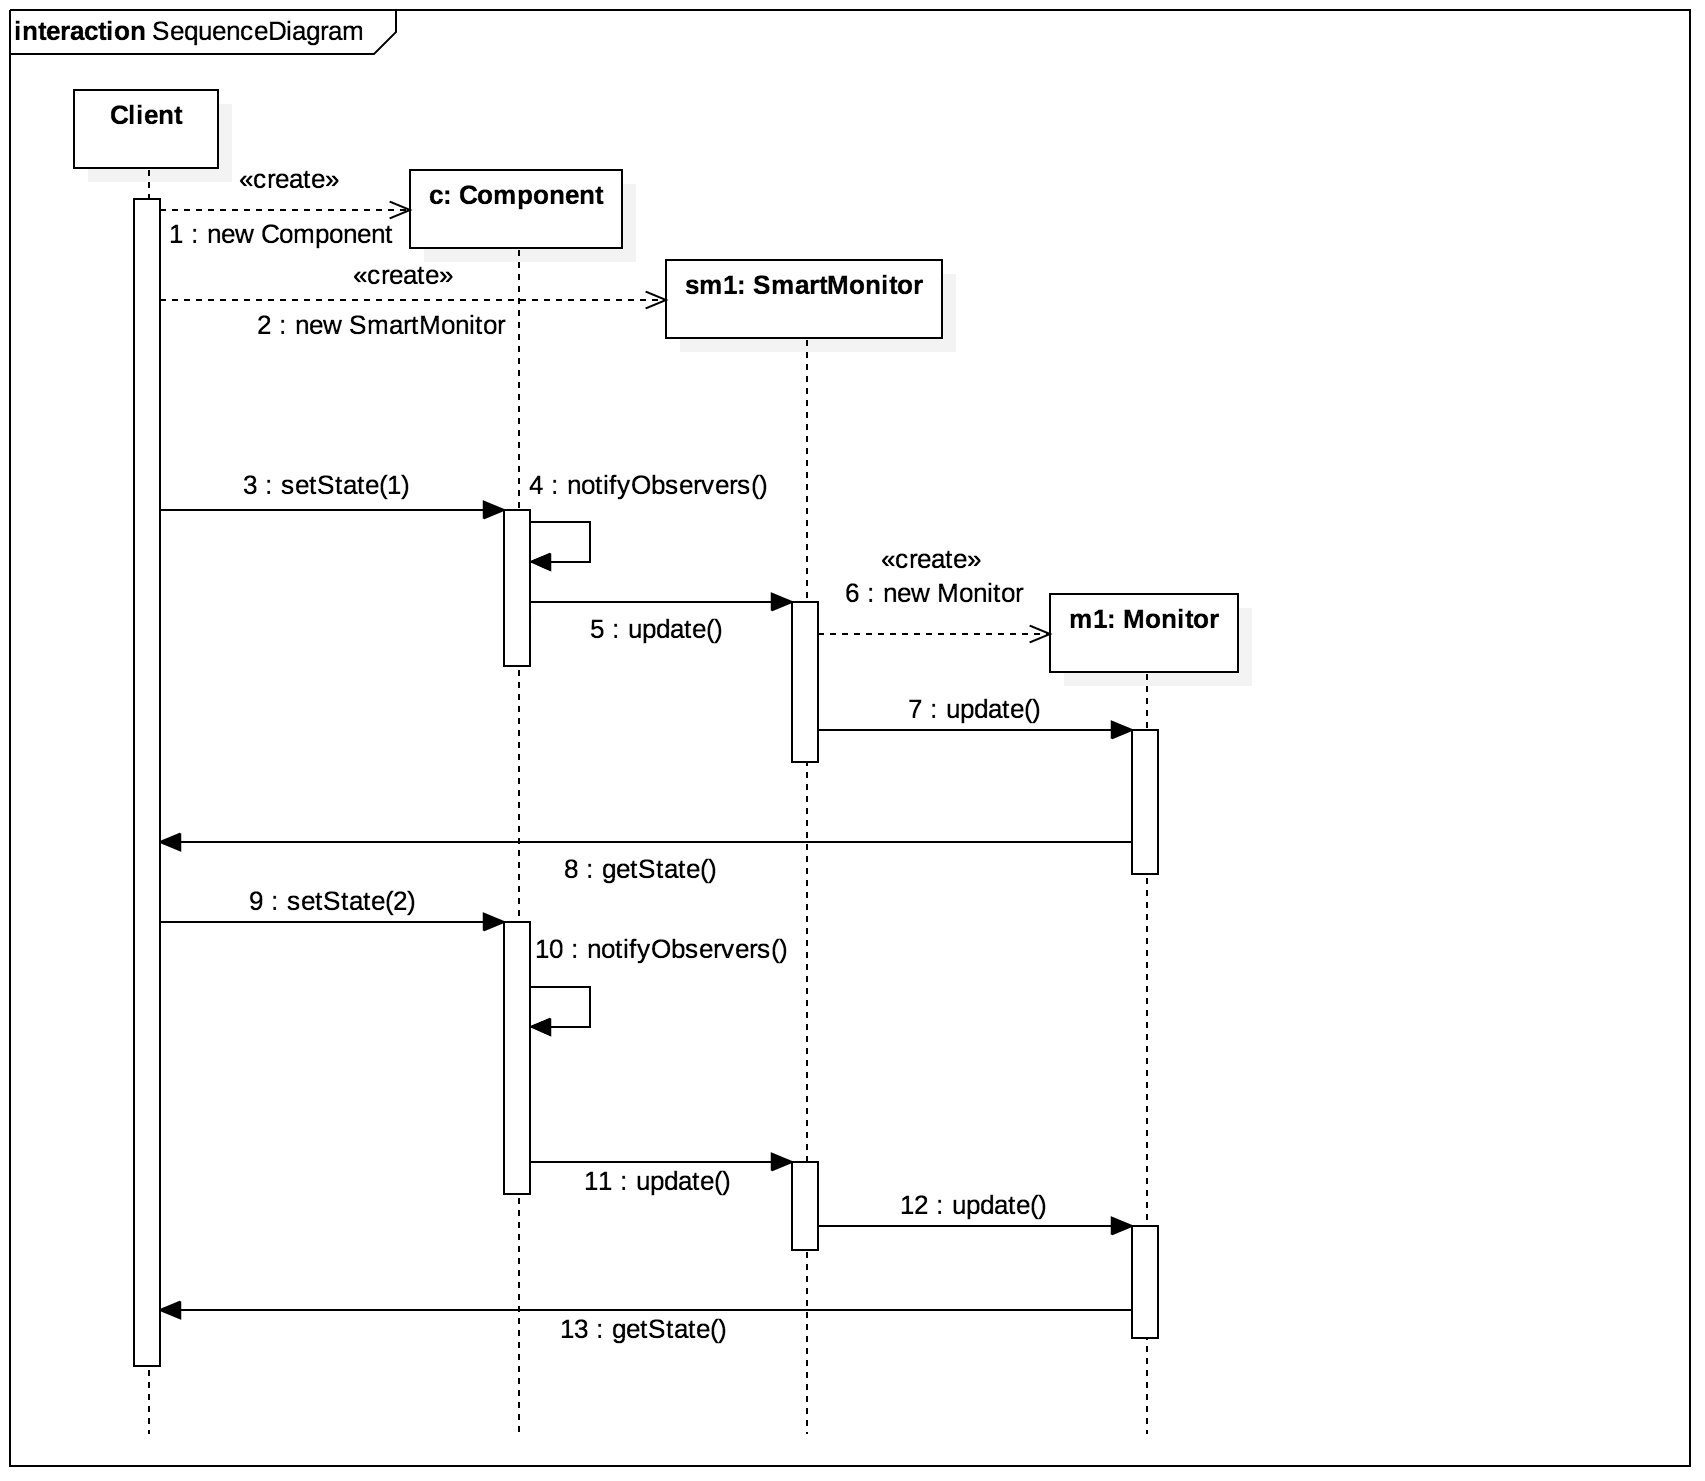 interaction SequenceDiagram
Client
«create»
c: Component
1 : new Component
«create»
sm1: SmartMonitor
2 : new SmartMonitor
3 : setState(1)
4 : notifyObservers()
«create»
6 : new Monitor
m1: Monitor
5 : update()
7 : update()
8 : getState()
9 : setState(2)
10 : notifyObservers()
11 : update()
12 : update()
13 : getState()